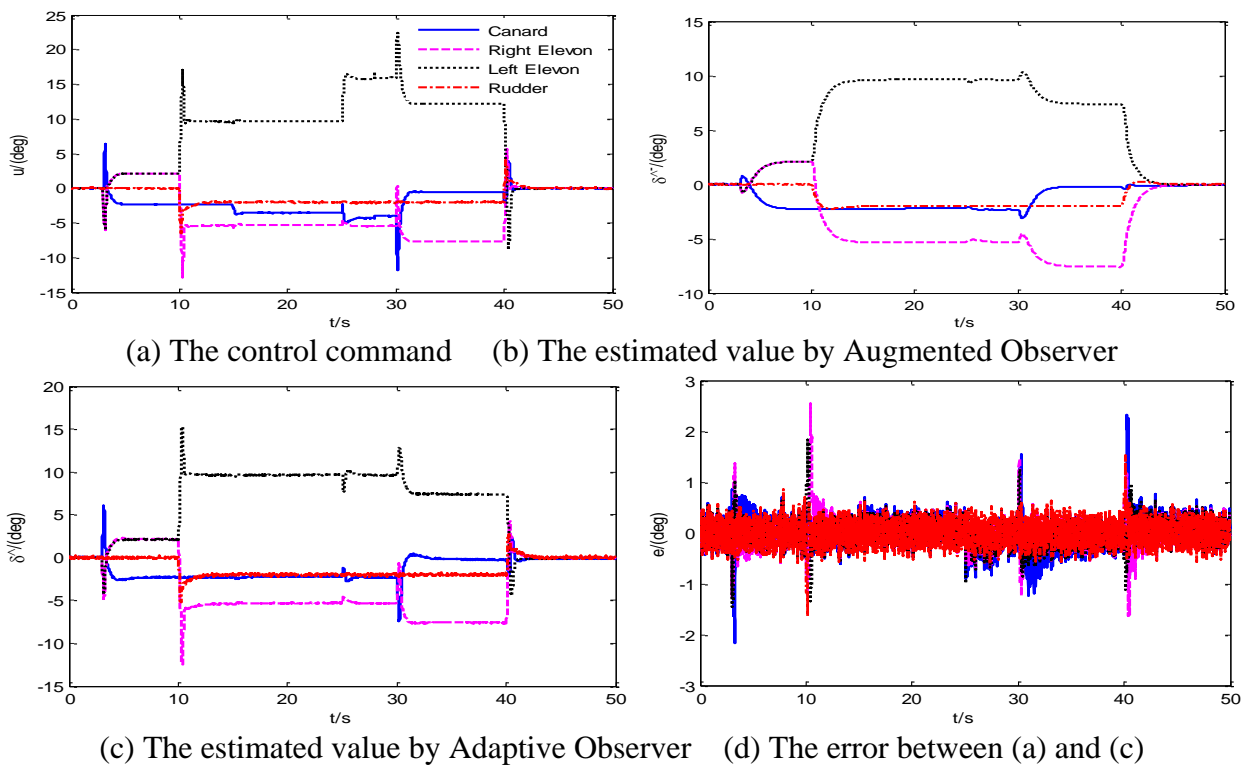 25
20
15
10
5
0
-5
-10
-15
u/(deg)
0 10 20 30 40 50
t/s
Canard
Right Elevon
Left Elevon
Rudder
15
10
5
0
-5
-10
δ^~/(deg)
0 10 20 30 40 50
t/s
(a) The control command (b) The estimated value by Augmented Observer
20
15
10
5
0
-5
-10
-15
δ^/(deg)
0 10 20 30 40 50
t/s
3
2
1
0
-1
-2
-3
e/(deg)
0 10 20 30 40 50
t/s
(c) The estimated value by Adaptive Observer (d) The error between (a) and (c)